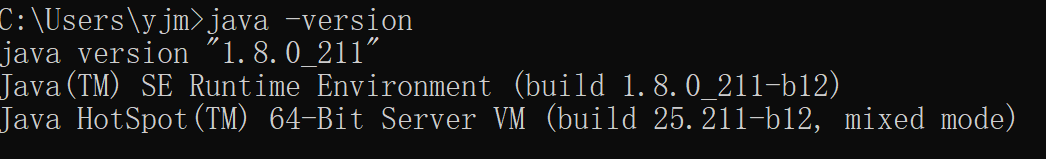 C:\Users\yjm>java -version
java version "1.8.0_211"
Java(TM) SE Runtime Environment (build 1.8.0_211-b12)
Java HotSpot(TM) 64-Bit Server VM (build 25.211-b12, mixed mode)